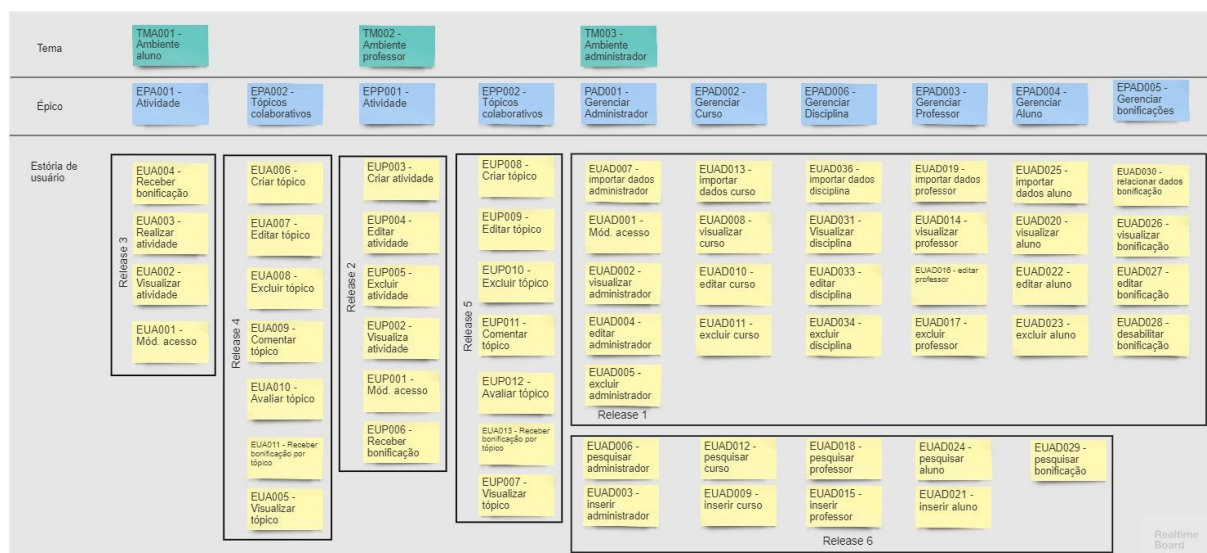 Tema
TMA001 -
Ambiente
aluno
TM002 -
Ambiente
professor
TM003 -
Ambiente
administrador
Épico
EPA001 -
Atividade
EPA002 -
Tópicos
colaborativos
EPP001 -
Atividade
EPP002 -
Tópicos
colaborativos
PAD001 -
Gerenciar
Administrador
EPAD002 -
Gerenciar
Curso
EPAD006 -
Gerenciar
Disciplina
EPAD003 -
Gerenciar
Professor
EPAD004 -
Gerenciar
Aluno
EPAD005 -
Gerenciar
bonificações
Estória de
usuário
Release 3
EUA004 -
Receber
bonificação
EUA003 -
Realizar
atividade
EUA002 -
Visualizar
atividade
EUA001 -
Mód. acesso
Release 4
EUA006 -
Criar tópico
EUA007 -
Editar tópico
EUA008 -
Excluir tópico
EUA009 -
Comentar
tópico
EUA010 -
Avaliar tópico
EUA011 - Receber
bonificação por
tópico
EUA005 -
Visualizar
tópico
Release 2
EUP003 -
Criar atividade
EUP004 -
Editar
atividade
EUP005 -
Excluir
atividade
EUP002 -
Visualiza
atividade
EUP001 -
Mód. acesso
EUP006 -
Receber
bonificação
Release 5
EUP008 -
Criar tópico
EUP009 -
Editar tópico
EUP010 -
Excluir tópico
EUP011 -
Comentar
tópico
EUP012 -
Avaliar tópico
EUA013 - Receber
bonificação por
tópico
EUP007 -
Visualizar
tópico
EUAD007 -
importar dados
administrador
EUAD001 -
Mód. acesso
EUAD002 -
visualizar
administrador
EUAD004 -
editar
administrador
EUAD005 -
excluir
administrador
EUAD013 -
importar
dados curso
EUAD008 -
visualizar
curso
EUAD010 -
editar curso
EUAD011 -
excluir curso
EUAD036 -
importar dados
disciplina
EUAD031 -
Visualizar
disciplina
EUAD033 -
editar
disciplina
EUAD034 -
excluir
disciplina
EUAD019 -
importar dados
professor
EUAD014 -
visualizar
professor
EUAD016 - editar
professor
EUAD017 -
excluir
professor
EUAD025 -
importar
dados aluno
EUAD020 -
visualizar
aluno
EUAD022 -
editar aluno
EUAD023 -
excluir aluno
EUAD030 -
relacionar dados
bonificação
EUAD026 -
visualizar
bonificação
EUAD027 -
editar
bonificação
EUAD028 -
desabilitar
bonificação
Release 1
EUAD006 -
pesquisar
administrador
EUAD003 -
inserir
administrador
EUAD012 -
pesquisar
curso
EUAD009 -
inserir curso
EUAD018 -
pesquisar
professor
EUAD015 -
inserir
professor
EUAD024 -
pesquisar
aluno
EUAD021 -
inserir aluno
EUAD029 -
pesquisar
bonificação
Release 6
Realtime
Board